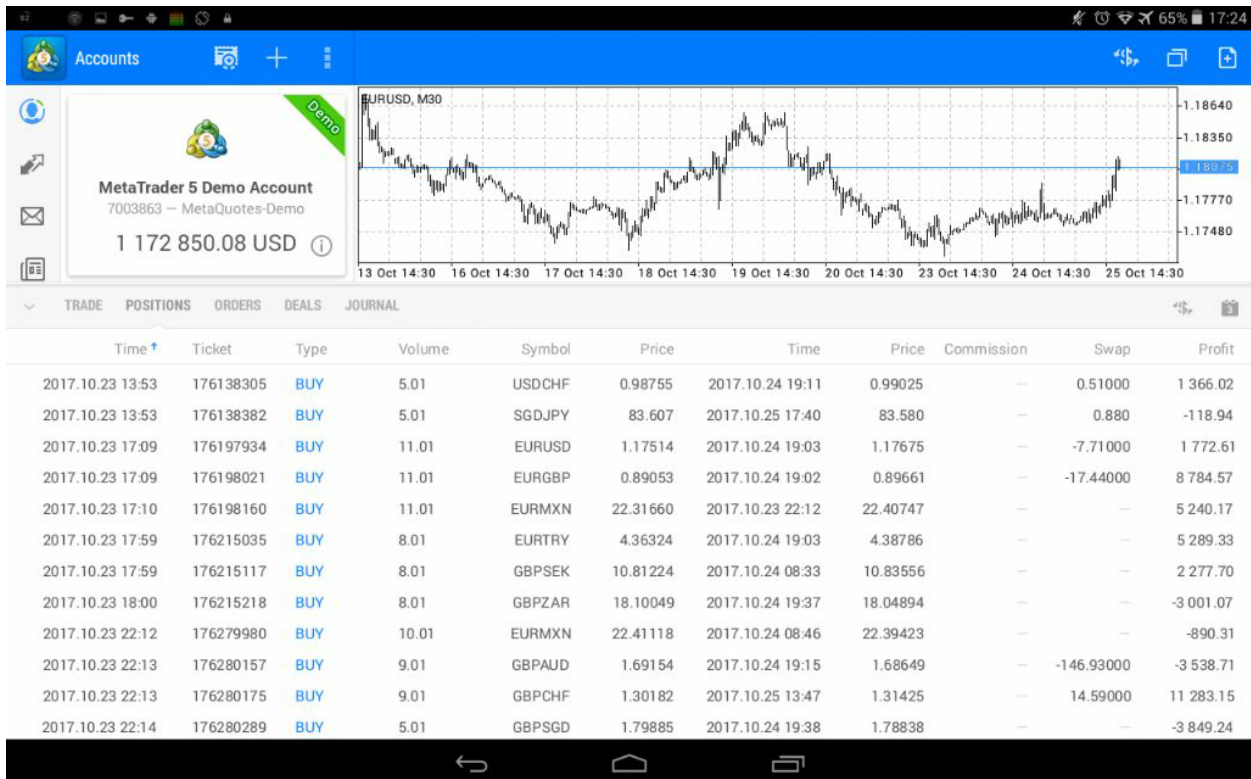 65% 17:24
Accounts
Demo
MetaTrader 5 Demo Account
7003863 — MetaQuotes-Demo
1 172 850.08 USD
EURUSD, M30
1.18640
1.18350
1.18075
1.17770
1.17480
13 Oct 14:30 16 Oct 14:30 17 Oct 14:30 18 Oct 14:30 19 Oct 14:30 20 Oct 14:30 23 Oct 14:30 24 Oct 14:30 25 Oct 14:30
TRADE POSITIONS ORDERS DEALS JOURNAL
Time Ticket Type Volume Symbol Price Time Price Commission Swap Profit
2017.10.23 13:53 176138305 BUY 5.01 USDCHF 0.98755 2017.10.24 19:11 0.99025 — 0.51000 1 366.02
2017.10.23 13:53 176138382 BUY 5.01 SGDJPY 83.607 2017.10.25 17:40 83.580 — 0.880 -118.94
2017.10.23 17:09 176197934 BUY 11.01 EURUSD 1.17514 2017.10.24 19:03 1.17675 — -7.71000 1 772.61
2017.10.23 17:09 176198021 BUY 11.01 EURGBP 0.89053 2017.10.24 19:02 0.89661 — -17.44000 8 784.57
2017.10.23 17:10 176198160 BUY 11.01 EURMXN 22.31660 2017.10.23 22:12 22.40747 — — 5 240.17
2017.10.23 17:59 176215035 BUY 8.01 EURTRY 4.36324 2017.10.24 19:03 4.38786 — — 5 289.33
2017.10.23 17:59 176215117 BUY 8.01 GBPSEK 10.81224 2017.10.24 08:33 10.83556 — — 2 277.70
2017.10.23 18:00 176215218 BUY 8.01 GBPZAR 18.10049 2017.10.24 19:37 18.04894 — — -3 001.07
2017.10.23 22:12 176279980 BUY 10.01 EURMXN 22.41118 2017.10.24 08:46 22.39423 — — -890.31
2017.10.23 22:13 176280157 BUY 9.01 GBPAUD 1.69154 2017.10.24 19:15 1.68649 — -146.93000 -3 538.71
2017.10.23 22:13 176280175 BUY 9.01 GBPCHF 1.30182 2017.10.25 13:47 1.31425 — 14.59000 11 283.15
2017.10.23 22:14 176280289 BUY 5.01 GBPSGD 1.79885 2017.10.24 19:38 1.78838 — — -3 849.24